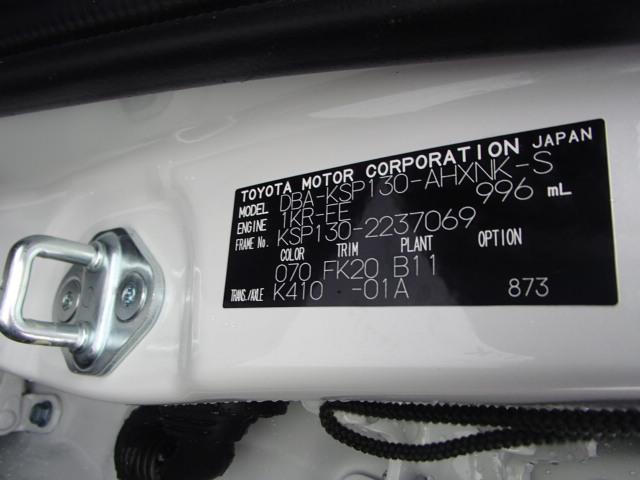 TOYOTA MOTOR CORPORATION JAPAN
MODEL DBA-KSP130-AHXNK-S
ENGINE 1KR-FE 996 mL
FRAME No. KSP130-2237069
COLOR TRIM PLANT OPTION
070 FK20 B11
TRANS./AXLE K410 -01A 873